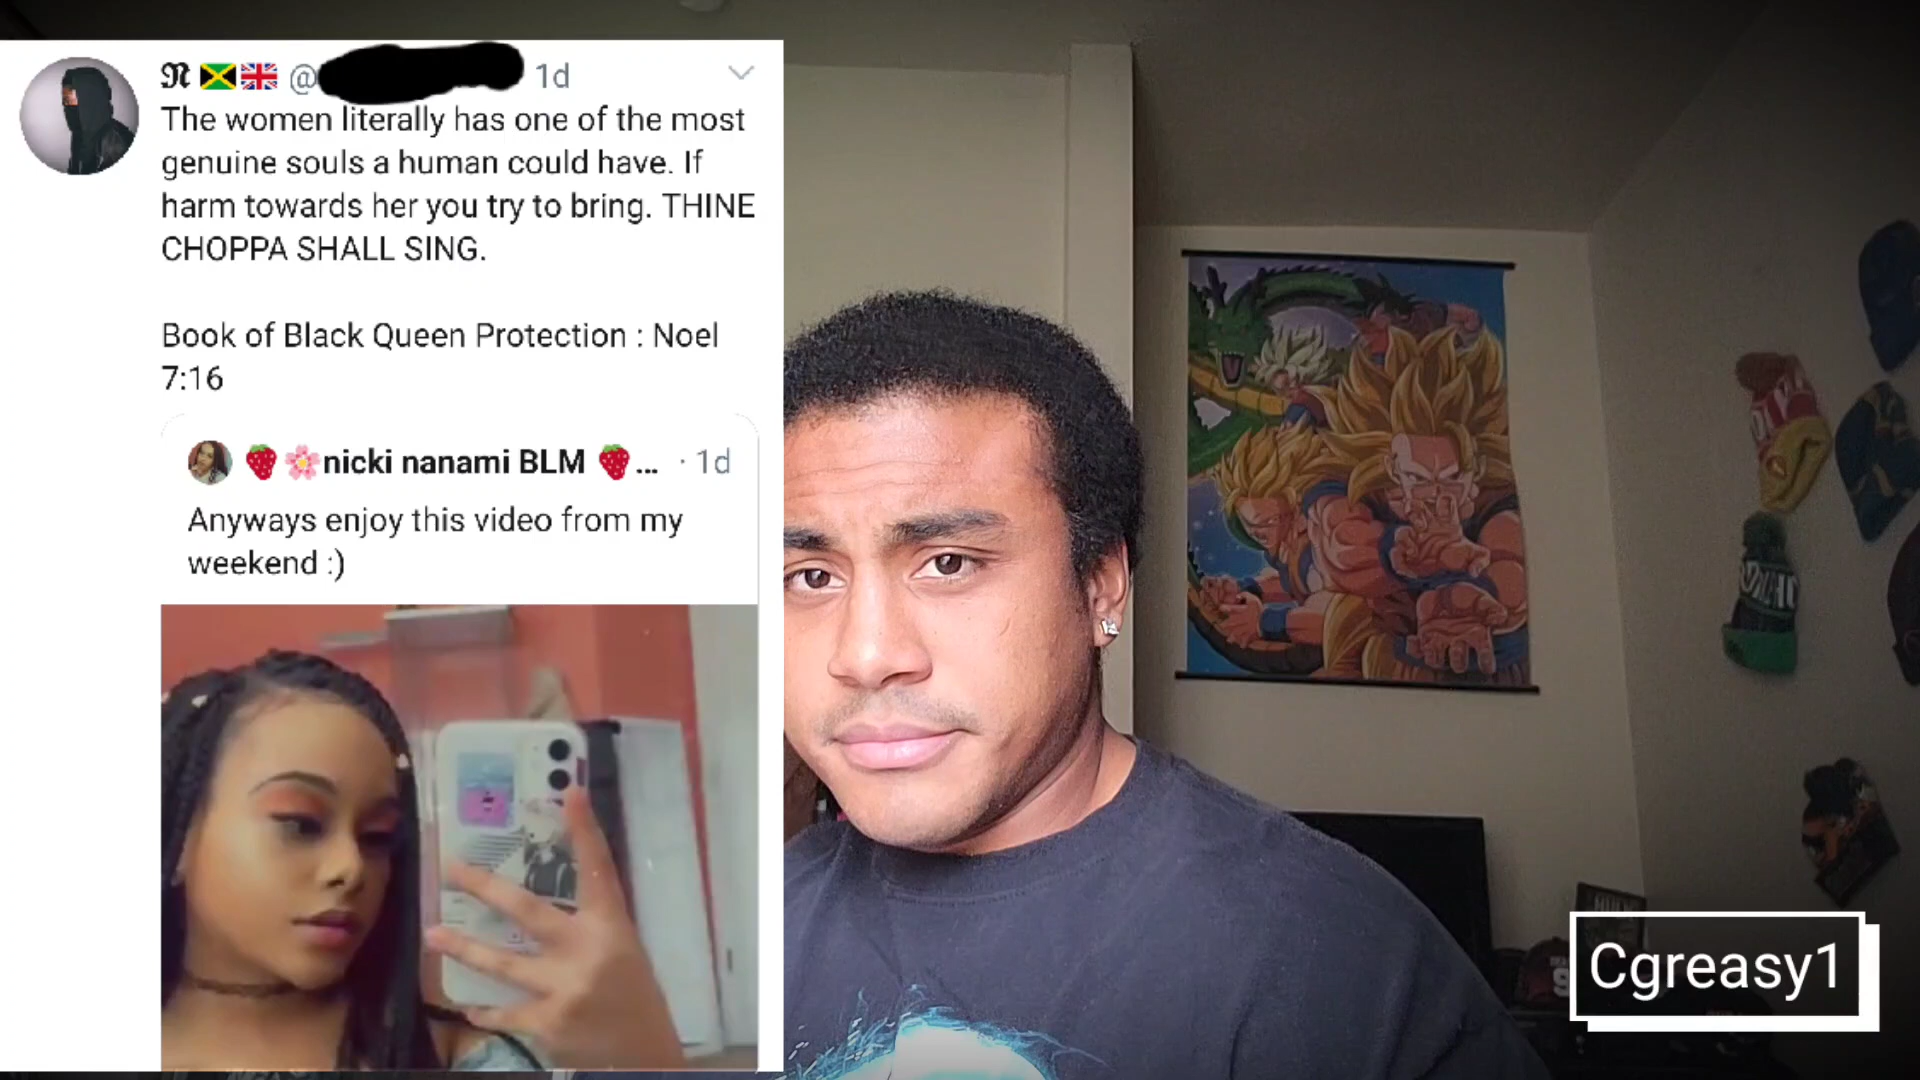 𝕹 🇯🇲🇬🇧 @ 1d
The women literally has one of the most
genuine souls a human could have. If
harm towards her you try to bring. THINE
CHOPPA SHALL SING.
Book of Black Queen Protection : Noel
7:16
🍓🌸nicki nanami BLM 🍓... · 1d
Anyways enjoy this video from my
weekend :)
Cgreasy1